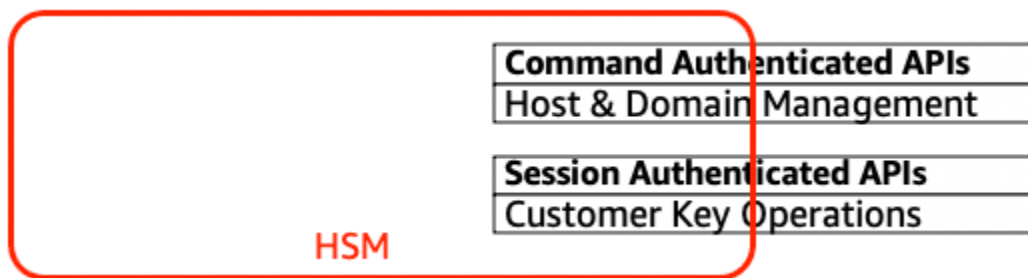 Command Authenticated APIs
Host & Domain Management
Session Authenticated APIs
Customer Key Operations
HSM